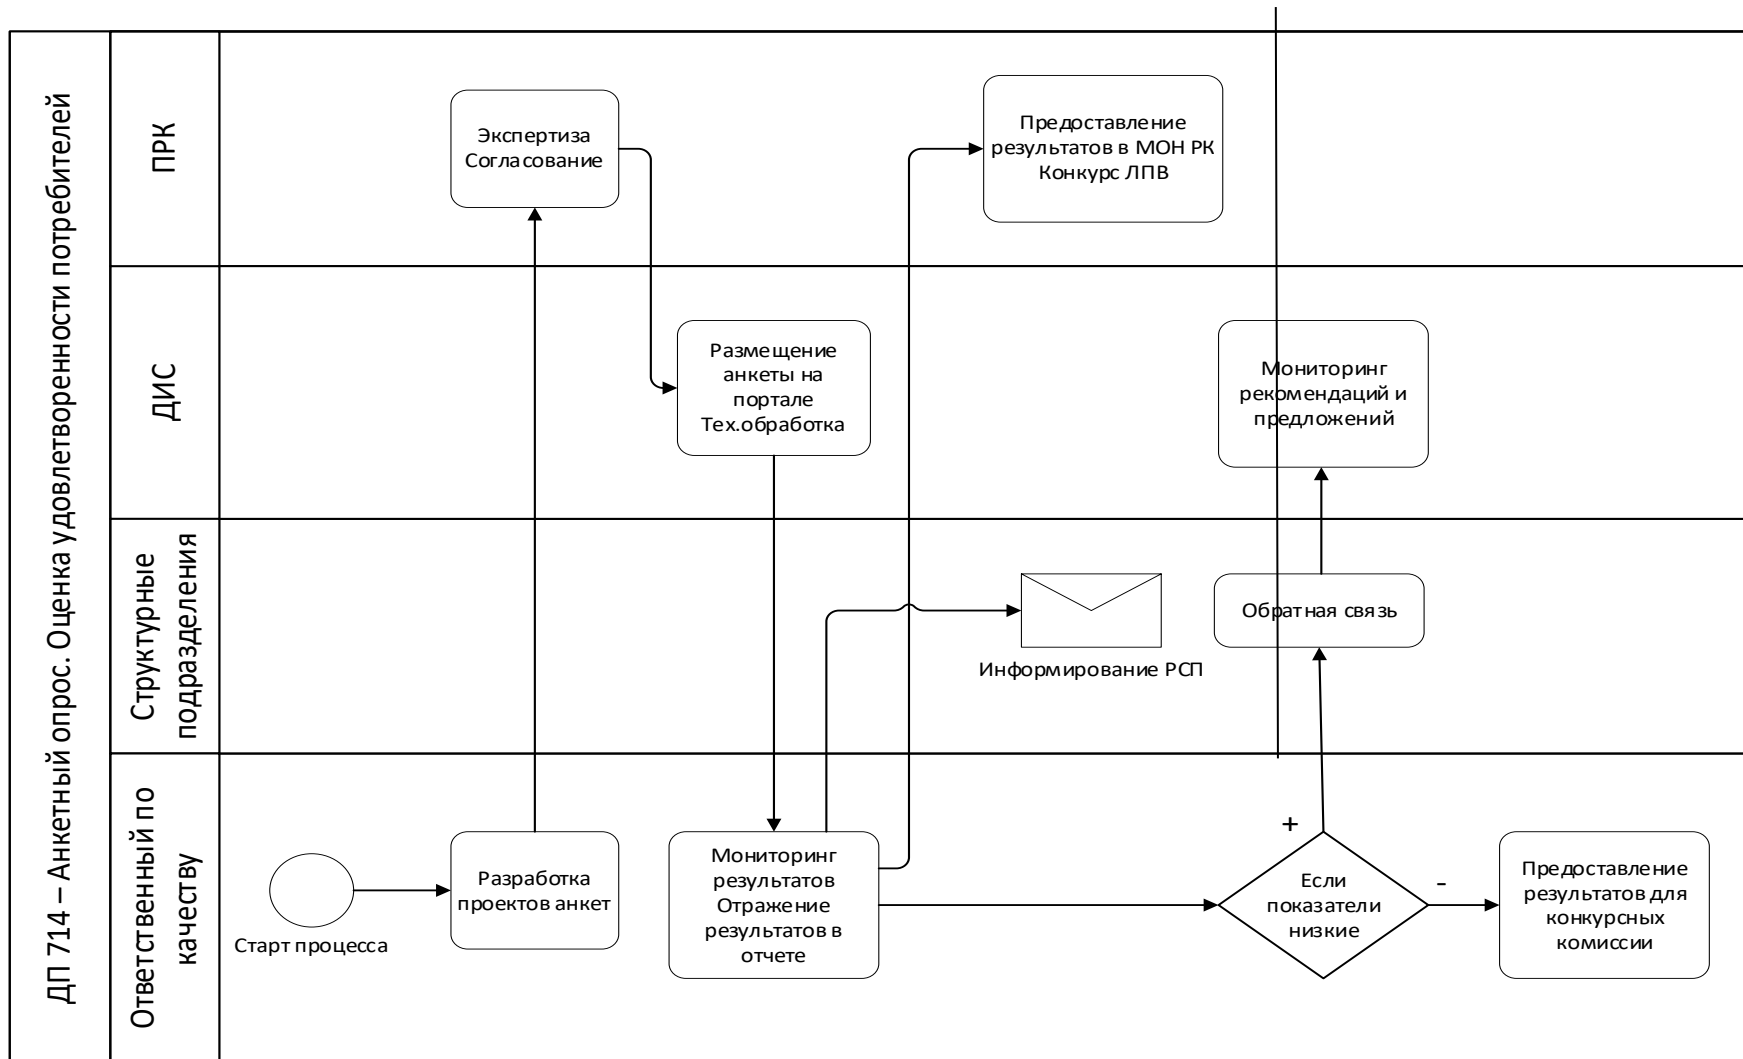 ДП 714 – Анкетный опрос. Оценка удовлетворенности потребителей
ПРК
Экспертиза
Согласование
Предоставление
результатов в МОН РК
Конкурс ЛПВ
ДИС
Размещение
анкеты на
портале
Тех.обработка
Мониторинг
рекомендаций и
предложений
Структурные
подразделения
Информирование РСП
Обратная связь
Ответственный по
качеству
Старт процесса
Разработка
проектов анкет
Мониторинг
результатов
Отражение
результатов в
отчете
+
Если
показатели
низкие
-
Предоставление
результатов для
конкурсных
комиссии